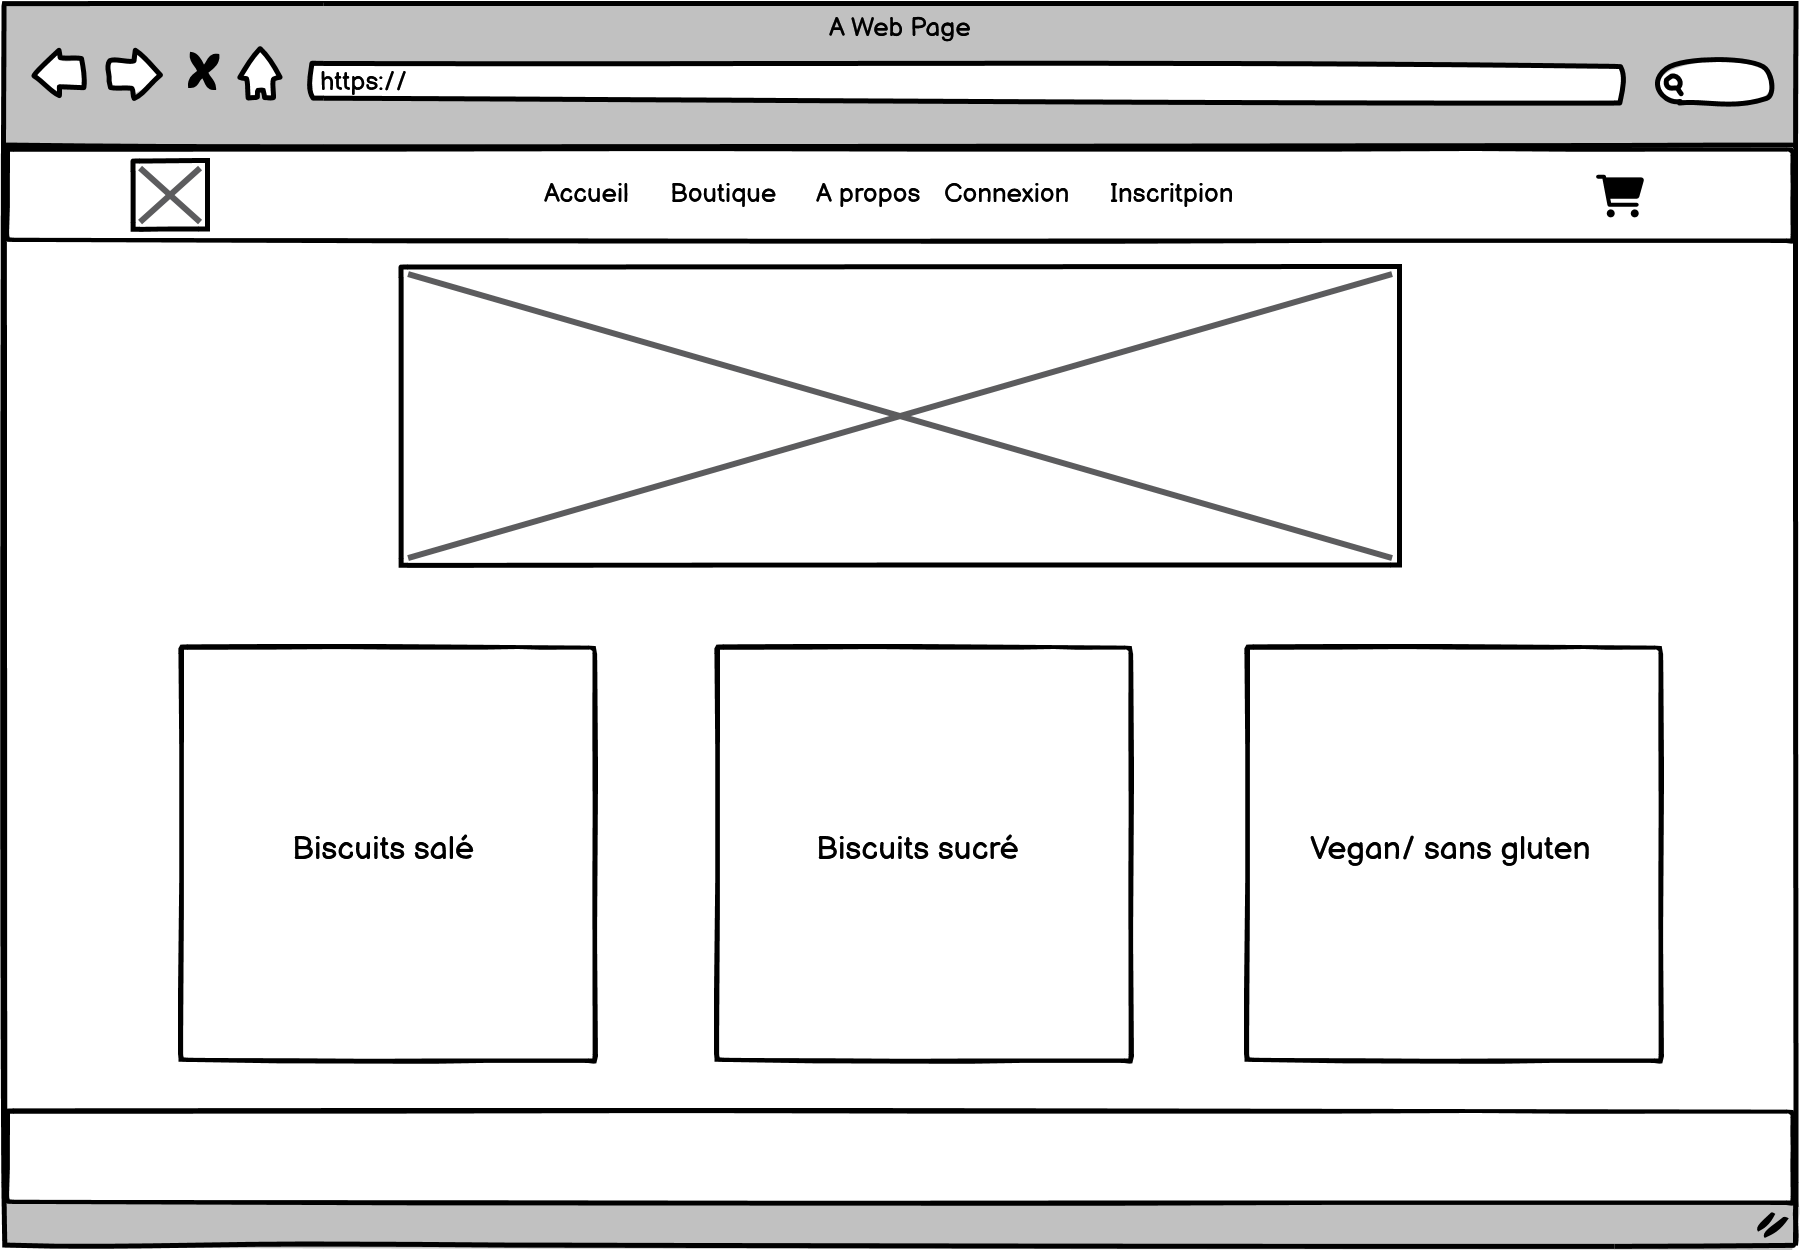 A Web Page
https://
Accueil Boutique A propos Connexion Inscritpion
Biscuits salé
Biscuits sucré
Vegan/ sans gluten